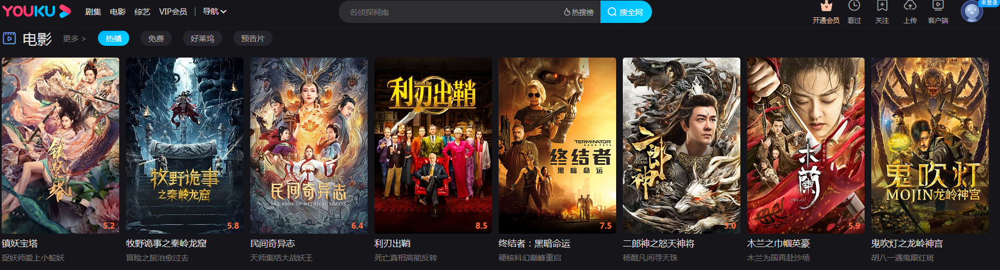 YOUKU 剧集 电影 综艺 VIP会员 | 导航 名侦探柯南 热搜榜 搜全网 开通会员 看过 关注 上传 客户端 未登录
电影 更多 > 热播 免费 好莱坞 预告片
镇妖宝塔
5.2
牧野诡事
之秦岭龙窟
5.8
民间奇异志
THE BOOK OF MYTHICAL BEASTS
6.4
Knives Out
利刃出鞘
8.5
TERMINATOR
DARK FATE
终结者
黑暗命运
7.5
二郎神
GOD
ERLANG
之怒天神将
5.0
木兰
MULAN
5.9
鬼吹灯
MOJIN龙岭神宫
镇妖宝塔 牧野诡事之秦岭龙窟 民间奇异志 利刃出鞘 终结者：黑暗命运 二郎神之怒天神将 木兰之巾帼英豪 鬼吹灯之龙岭神宫
捉妖师爱上小蛇妖 冒险之旅治愈过去 天师集结大战妖王 死亡真相高能反转 硬核科幻巅峰重启 杨戬凡间寻天珠 木兰为国再赴沙场 胡八一遇鬼眼红斑